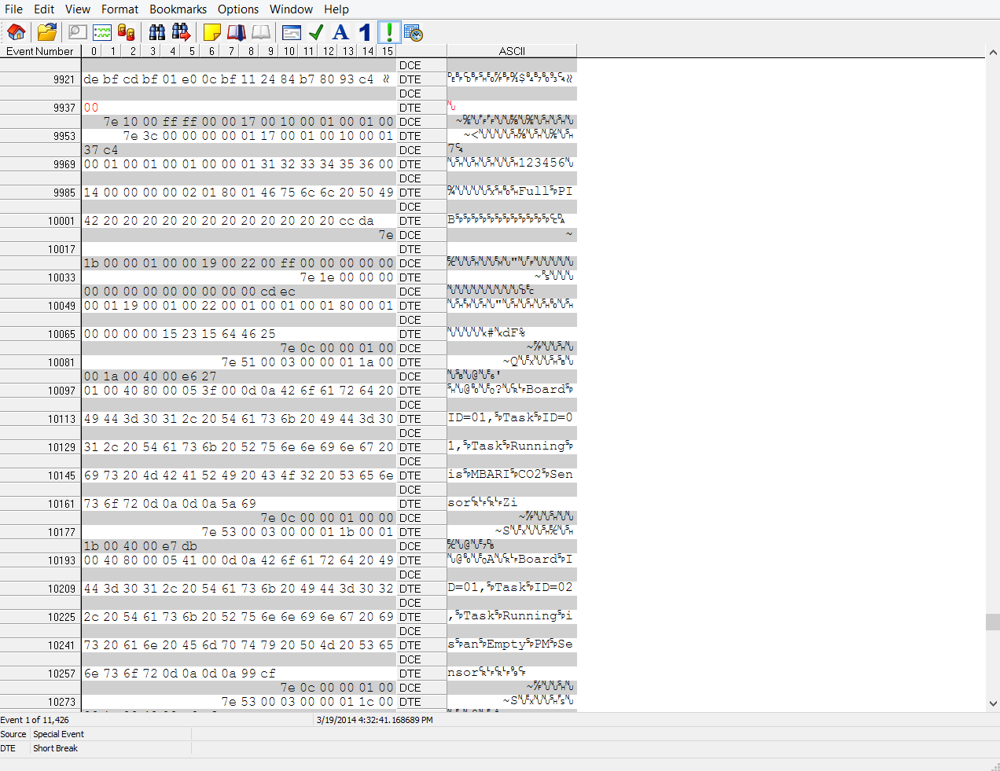 File Edit View Format Bookmarks Options Window Help
Event Number 0 1 2 3 4 5 6 7 8 9 10 11 12 13 14 15 ASCII
DCE
9921 de bf cd bf 01 e0 0c bf 11 24 84 b7 80 93 c4 DTE
DCE
9937 00 DTE
7e 10 00 ff ff 00 00 17 00 10 00 01 00 01 00 DCE
9953 7e 3c 00 00 00 00 01 17 00 01 00 10 00 01 DTE
37 c4 DCE
9969 00 01 00 01 00 01 00 00 01 31 32 33 34 35 36 00 DTE 123456
DCE
9985 14 00 00 00 00 02 01 80 01 46 75 6c 6c 20 50 49 DTE Full PI
DCE
10001 42 20 20 20 20 20 20 20 20 20 20 20 20 cc da DTE B
7e DCE ~
10017 DTE
1b 00 00 01 00 00 19 00 22 00 ff 00 00 00 00 00 DCE
10033 7e 1e 00 00 00 DTE
00 00 00 00 00 00 00 00 00 cd ec DCE
10049 00 01 19 00 01 00 22 00 01 00 01 00 01 80 00 01 DTE
DCE
10065 00 00 00 00 15 23 15 64 46 25 DTE
7e 0c 00 00 01 00 DCE
10081 7e 51 00 03 00 00 01 1a 00 DTE
00 1a 00 40 00 e6 27 DCE
10097 01 00 40 80 00 05 3f 00 0d 0a 42 6f 61 72 64 20 DTE Board
DCE
10113 49 44 3d 30 31 2c 20 54 61 73 6b 20 49 44 3d 30 DTE ID=01, Task ID=0
DCE
10129 31 2c 20 54 61 73 6b 20 52 75 6e 6e 69 6e 67 20 DTE 1, Task Running
DCE
10145 69 73 20 4d 42 41 52 49 20 43 4f 32 20 53 65 6e DTE is MBARI CO2 Sen
DCE
10161 73 6f 72 0d 0a 0d 0a 5a 69 DTE sor Zi
7e 0c 00 00 01 00 00 DCE
10177 7e 53 00 03 00 00 01 1b 00 01 DTE
1b 00 40 00 e7 db DCE
10193 00 40 80 00 05 41 00 0d 0a 42 6f 61 72 64 20 49 DTE Board I
DCE
10209 44 3d 30 31 2c 20 54 61 73 6b 20 49 44 3d 30 32 DTE D=01, Task ID=02
DCE
10225 2c 20 54 61 73 6b 20 52 75 6e 6e 69 6e 67 20 69 DTE , Task Running i
DCE
10241 73 20 61 6e 20 45 6d 70 74 79 20 50 4d 20 53 65 DTE s an Empty PM Se
DCE
10257 6e 73 6f 72 0d 0a 0d 0a 99 cf DTE nsor
7e 0c 00 00 01 00 DCE
10273 7e 53 00 03 00 00 01 1c 00 DTE
Event 1 of 11,426 3/19/2014 4:32:41.168689 PM
Source Special Event
DTE Short Break